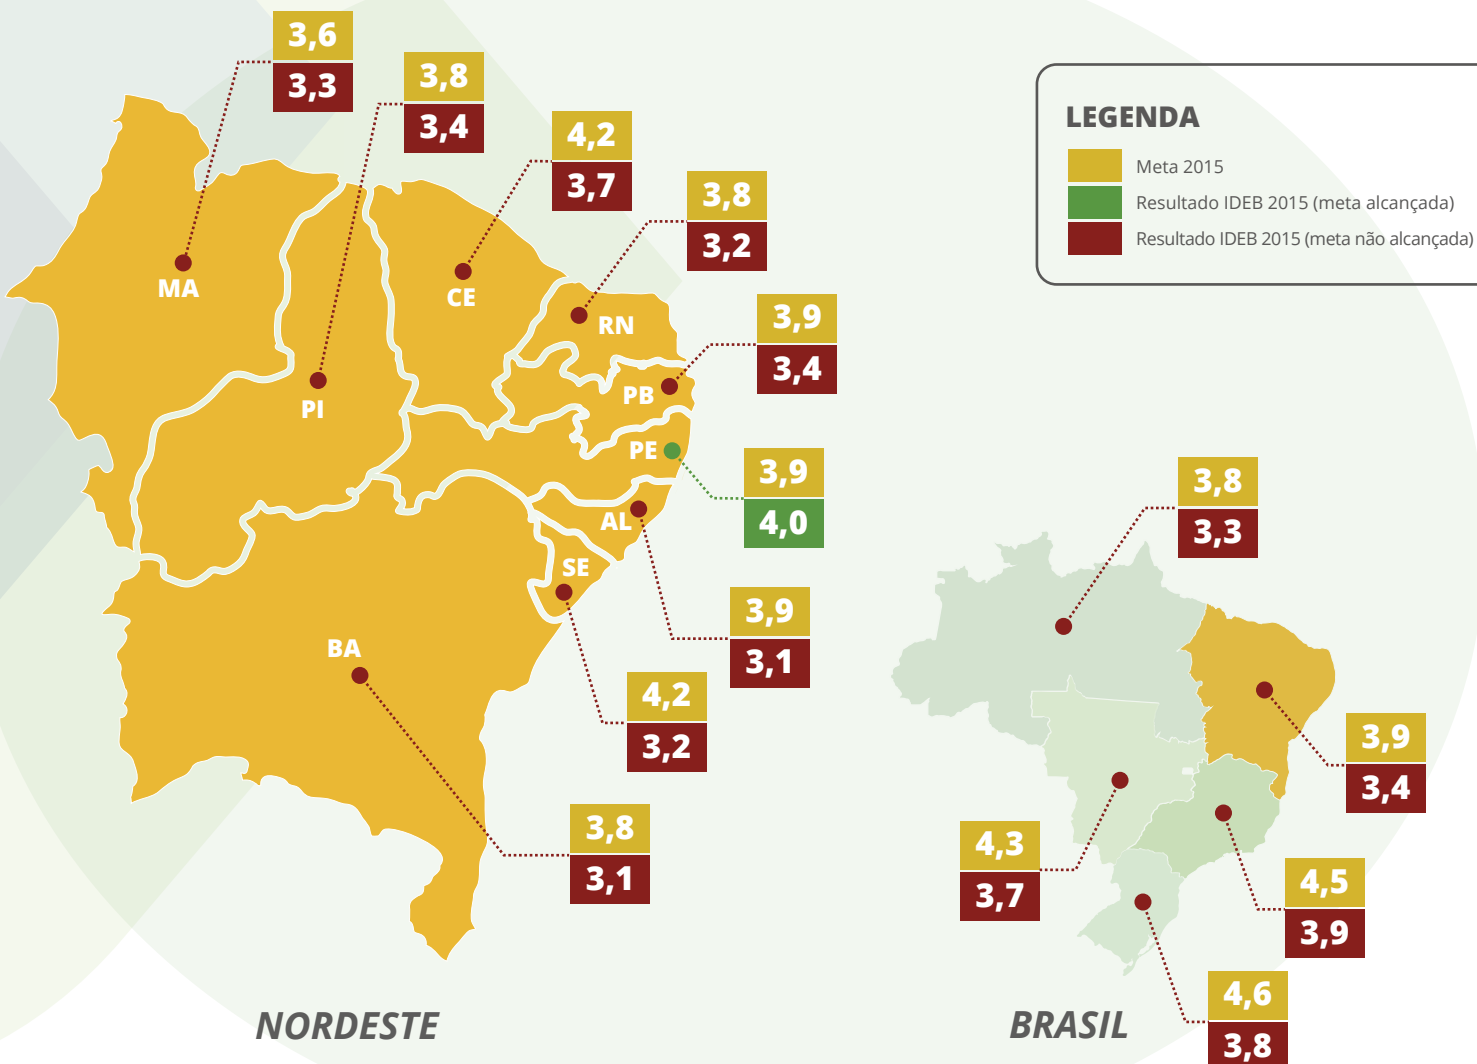 3,6
3,3
3,8
3,4
4,2
3,7
3,8
3,2
3,9
3,4
3,9
4,0
3,9
3,1
4,2
3,2
3,8
3,1
MA
PI
CE
RN
PB
PE
AL
SE
BA
NORDESTE
LEGENDA
Meta 2015
Resultado IDEB 2015 (meta alcançada)
Resultado IDEB 2015 (meta não alcançada)
3,8
3,3
3,9
3,4
4,3
3,7
4,5
3,9
4,6
3,8
BRASIL